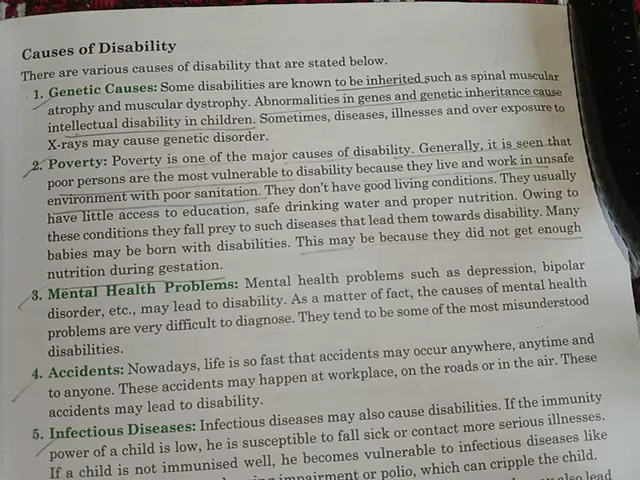 Causes of Disability
There are various causes of disability that are stated below.
1. Genetic Causes: Some disabilities are known to be inherited such as spinal muscular
atrophy and muscular dystrophy. Abnormalities in genes and genetic inheritance cause
intellectual disability in children. Sometimes, diseases, illnesses and over exposure to
X-rays may cause genetic disorder.
2. Poverty: Poverty is one of the major causes of disability. Generally, it is seen that
poor persons are the most vulnerable to disability because they live and work in unsafe
environment with poor sanitation. They don't have good living conditions. They usually
have little access to education, safe drinking water and proper nutrition. Owing to
these conditions they fall prey to such diseases that lead them towards disability. Many
babies may be born with disabilities. This may be because they did not get enough
nutrition during gestation.
3. Mental Health Problems: Mental health problems such as depression, bipolar
disorder, etc., may lead to disability. As a matter of fact, the causes of mental health
problems are very difficult to diagnose. They tend to be some of the most misunderstood
disabilities.
4. Accidents: Nowadays, life is so fast that accidents may occur anywhere, anytime and
to anyone. These accidents may happen at workplace, on the roads or in the air. These
accidents may lead to disability.
5. Infectious Diseases: Infectious diseases may also cause disabilities. If the immunity
power of a child is low, he is susceptible to fall sick or contact more serious illnesses.
If a child is not immunised well, he becomes vulnerable to infectious diseases like
impairment or polio, which can cripple the child.
also lead